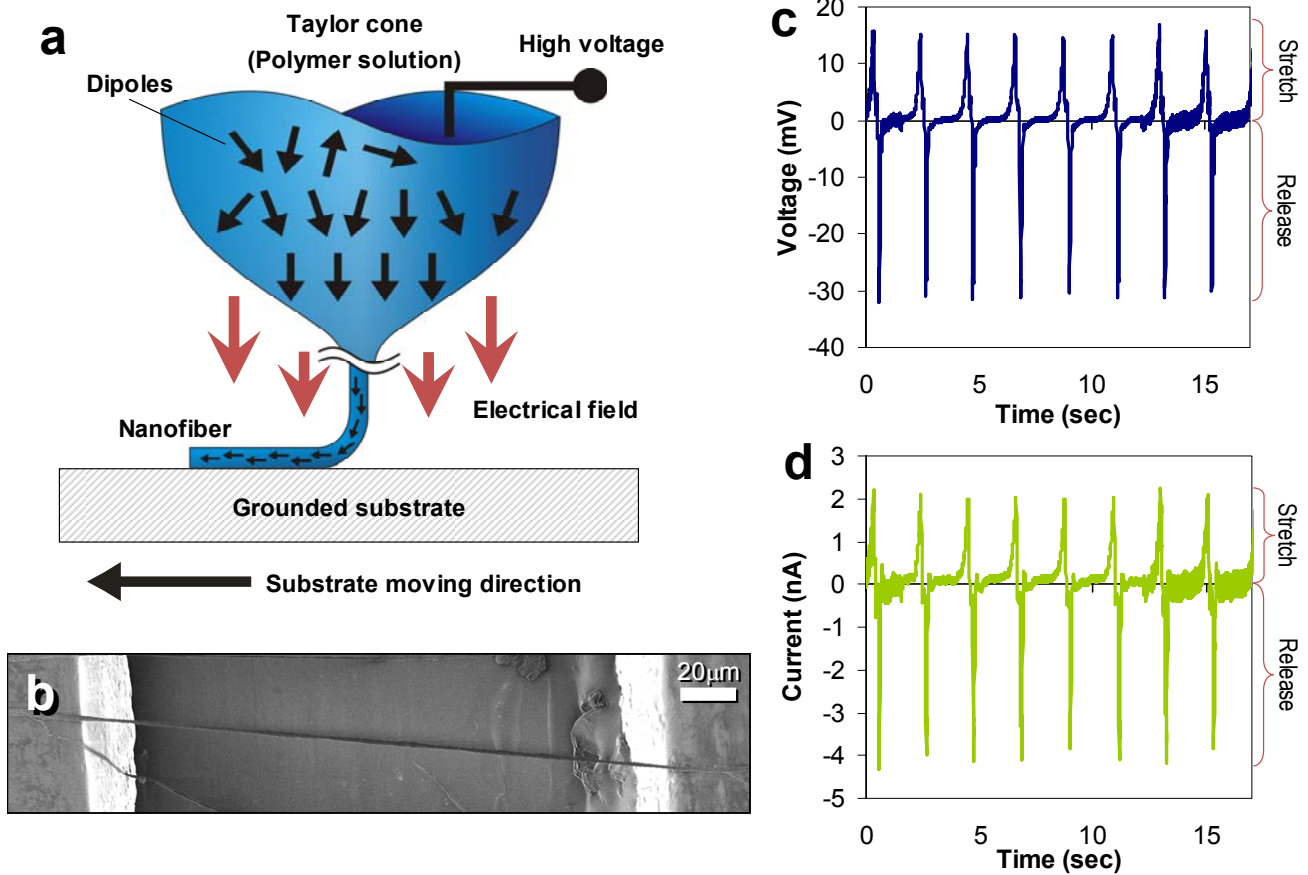 a
Taylor cone
(Polymer solution)
High voltage
Dipoles
Electrical field
Nanofiber
Grounded substrate
Substrate moving direction
b
20μm
c
20
10
0
-10
-20
-30
-40
Voltage (mV)
0
5
10
15
Time (sec)
Stretch
Release
d
3
2
1
0
-1
-2
-3
-4
-5
Current (nA)
0
5
10
15
Time (sec)
Stretch
Release